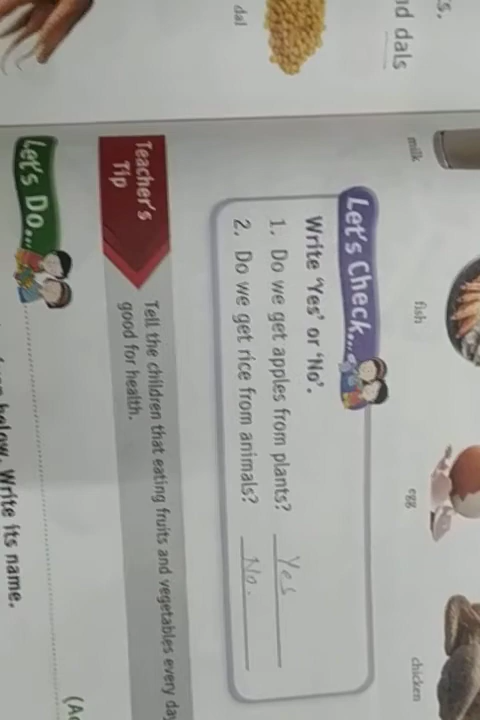 s.
nd dals
dal
milk
fish
egg
chicken
Let's Check...
Write 'Yes' or 'No'.
1. Do we get apples from plants? Yes
2. Do we get rice from animals? No.
Teacher's
Tip
Tell the children that eating fruits and vegetables every day
good for health.
Let's Do...
below. Write its name.